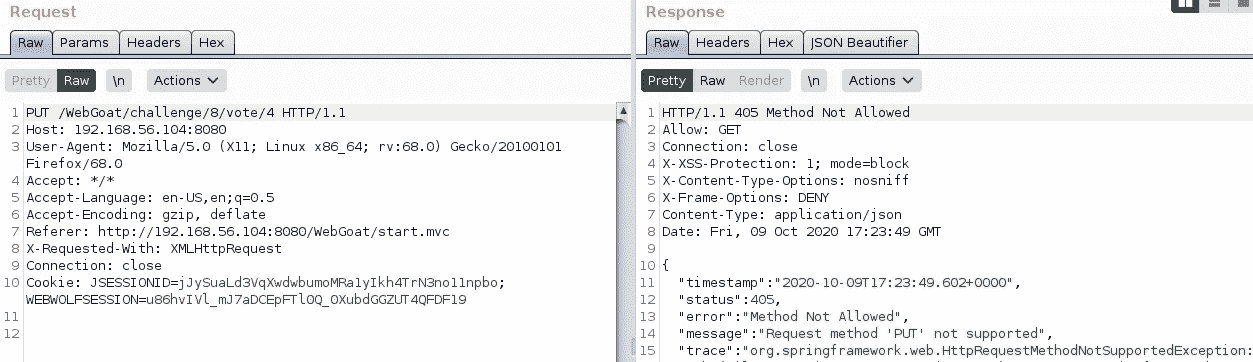 Request
Raw Params Headers Hex
Pretty Raw \n Actions
1 PUT /WebGoat/challenge/8/vote/4 HTTP/1.1
2 Host: 192.168.56.104:8080
3 User-Agent: Mozilla/5.0 (X11; Linux x86_64; rv:68.0) Gecko/20100101
Firefox/68.0
4 Accept: */*
5 Accept-Language: en-US,en;q=0.5
6 Accept-Encoding: gzip, deflate
7 Referer: http://192.168.56.104:8080/WebGoat/start.mvc
8 X-Requested-With: XMLHttpRequest
9 Connection: close
10 Cookie: JSESSIONID=jJySuaLd3VqXwdwbumoMRa1yIkh4TrN3no11npbo;
WEBWOLFSESSION=u86hvIVl_mJ7aDCEpFTl0Q_OXubdGGZUT4QFDF19
11
12
Response
Raw Headers Hex JSON Beautifier
Pretty Raw Render \n Actions
1 HTTP/1.1 405 Method Not Allowed
2 Allow: GET
3 Connection: close
4 X-XSS-Protection: 1; mode=block
5 X-Content-Type-Options: nosniff
6 X-Frame-Options: DENY
7 Content-Type: application/json
8 Date: Fri, 09 Oct 2020 17:23:49 GMT
9
10 {
11 "timestamp":"2020-10-09T17:23:49.602+0000",
12 "status":405,
13 "error":"Method Not Allowed",
14 "message":"Request method 'PUT' not supported",
15 "trace":"org.springframework.web.HttpRequestMethodNotSupportedException: